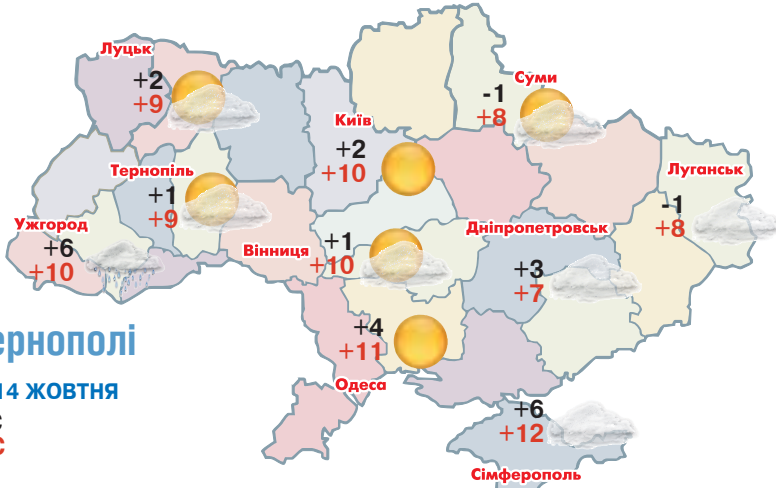 Луцьк
+2
+9
Суми
-1
+8
Київ
+2
+10
Тернопіль
+1
+9
Луганськ
-1
+8
Ужгород
+6
+10
Вінниця
+1
+10
Дніпропетровськ
+3
+7
+4
+11
Одеса
ернополі
14 ЖОВТНЯ
+6
+12
Сімферополь